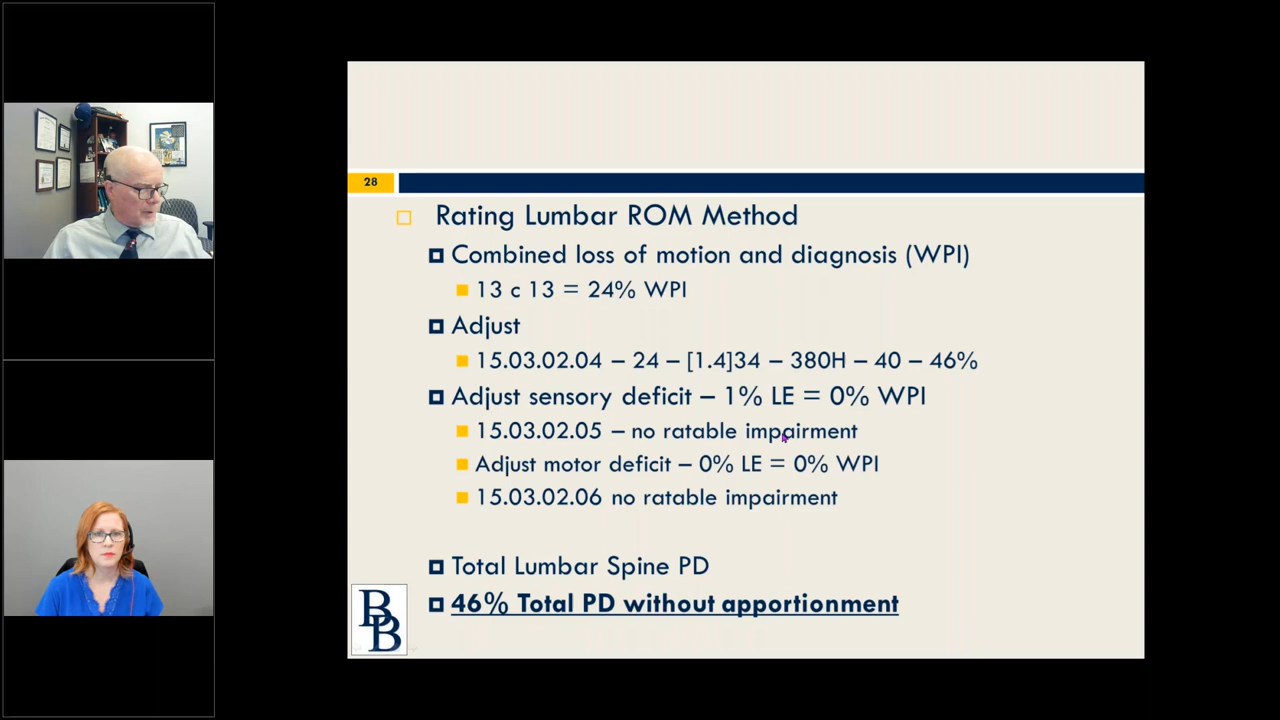 28
Rating Lumbar ROM Method
Combined loss of motion and diagnosis (WPI)
13 c 13 = 24% WPI
Adjust
15.03.02.04 – 24 – [1.4]34 – 380H – 40 – 46%
Adjust sensory deficit – 1% LE = 0% WPI
15.03.02.05 – no ratable impairment
Adjust motor deficit – 0% LE = 0% WPI
15.03.02.06 no ratable impairment
Total Lumbar Spine PD
46% Total PD without apportionment
BB